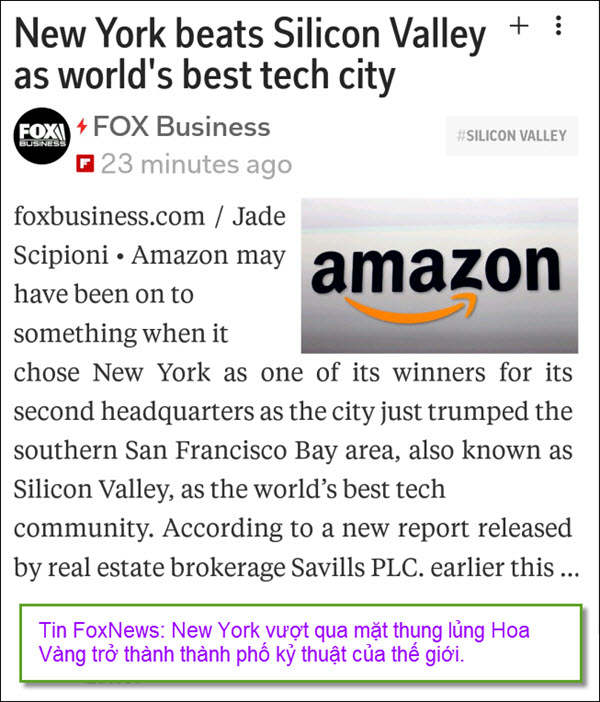 New York beats Silicon Valley
as world's best tech city
FOX
BUSINESS
FOX Business
#SILICON VALLEY
23 minutes ago
foxbusiness.com / Jade
Scipioni • Amazon may
have been on to
something when it
amazon
chose New York as one of its winners for its
second headquarters as the city just trumped the
southern San Francisco Bay area, also known as
Silicon Valley, as the world’s best tech
community. According to a new report released
by real estate brokerage Savills PLC. earlier this ...
Tin FoxNews: New York vượt qua mặt thung lủng Hoa
Vàng trở thành thành phố kỷ thuật của thế giới.